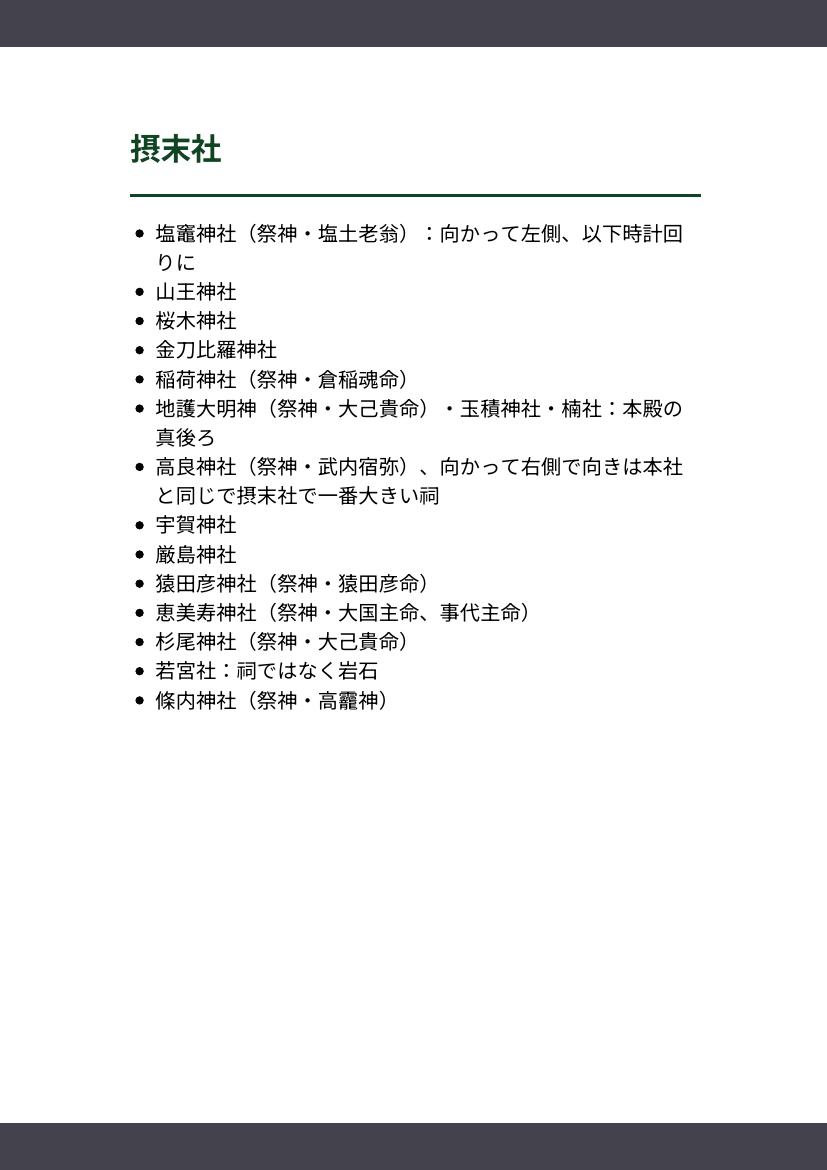 摂末社
塩竈神社（祭神・塩土老翁）：向かって左側、以下時計回
りに
山王神社
桜木神社
金刀比羅神社
稲荷神社（祭神・倉稲魂命）
地護大明神（祭神・大己貴命）・玉積神社・楠社：本殿の
真後ろ
高良神社（祭神・武内宿弥）、向かって右側で向きは本社
と同じで摂末社で一番大きい祠
宇賀神社
厳島神社
猿田彦神社（祭神・猿田彦命）
恵美寿神社（祭神・大国主命、事代主命）
杉尾神社（祭神・大己貴命）
若宮社：祠ではなく岩石
條内神社（祭神・高龗神）